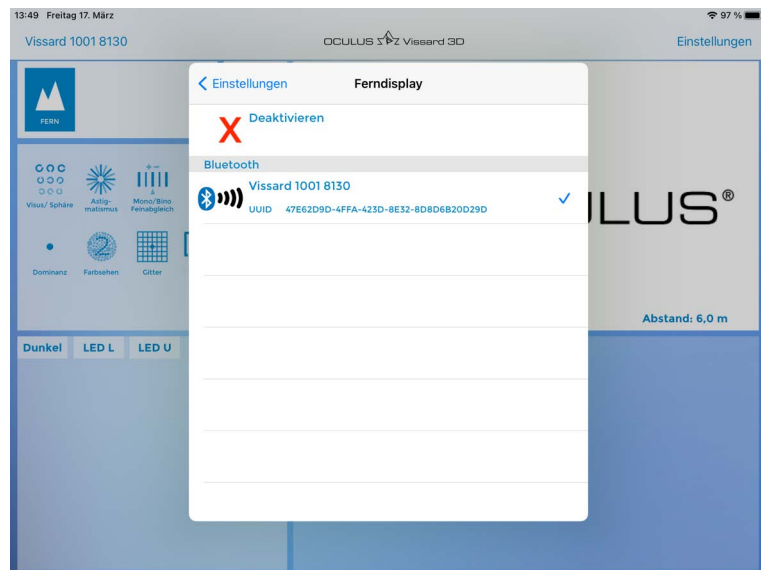 13:49 Freitag 17. März
97 %
Vissard 1001 8130
OCULUS Vissard 3D
Einstellungen
Einstellungen
Ferndisplay
Deaktivieren
Bluetooth
Vissard 1001 8130
UUID 47E62D9D-4FFA-423D-8E32-8D8D6B20D29D
FERN
Visus/ Sphäre
Astig-
matismus
Mono/Bino
Feinabgleich
Dominanz
Farbsehen
Gitter
LUS®
Abstand: 6,0 m
Dunkel
LED L
LED U